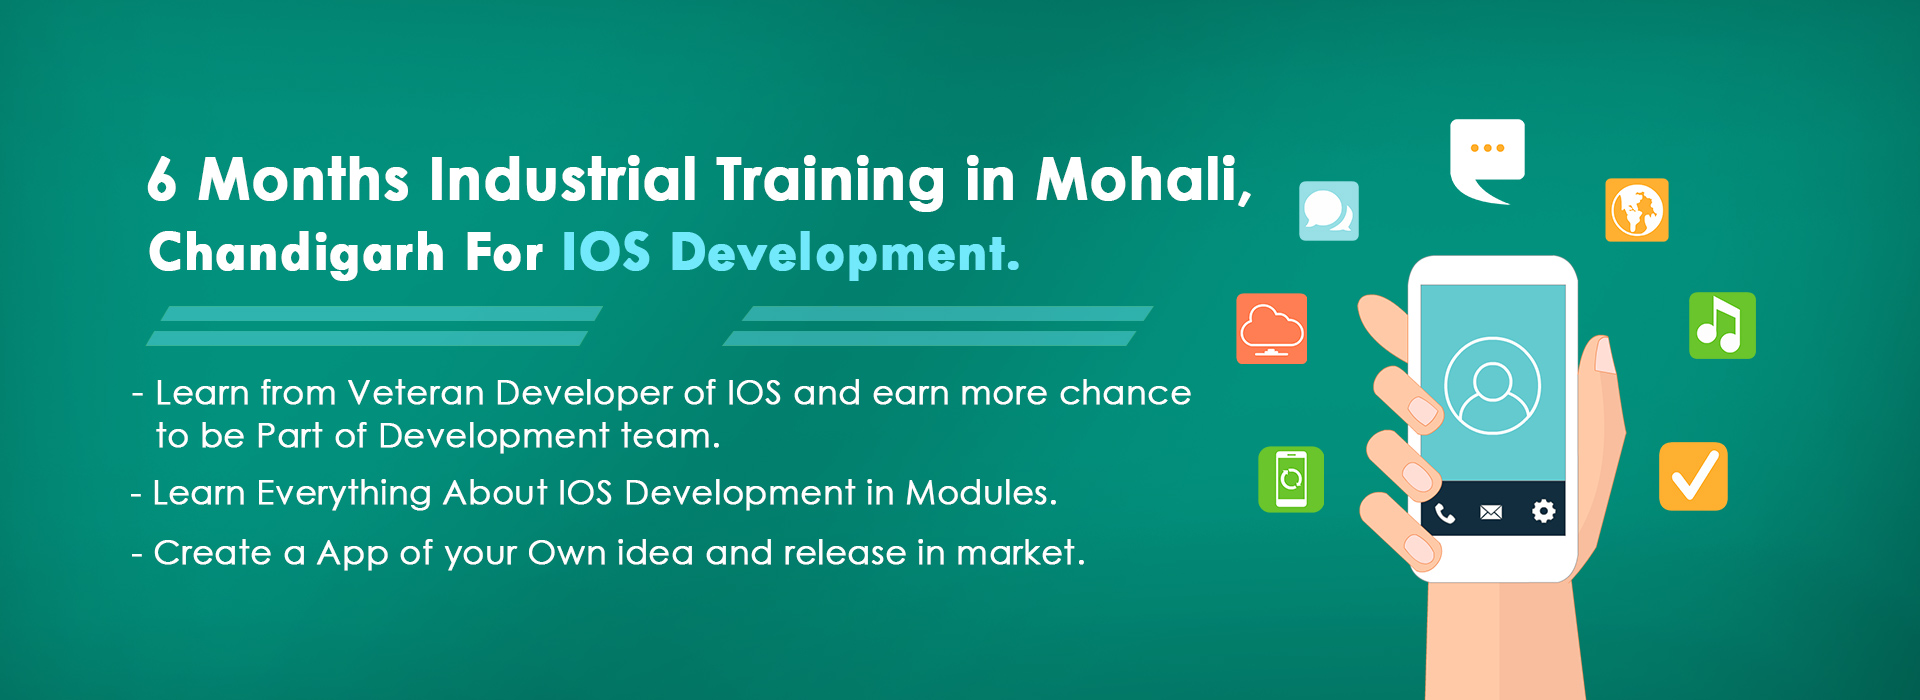 6 Months Industrial Training in Mohali,
Chandigarh For IOS Development.
- Learn from Veteran Developer of IOS and earn more chance
to be Part of Development team.
- Learn Everything About IOS Development in Modules.
- Create a App of your Own idea and release in market.